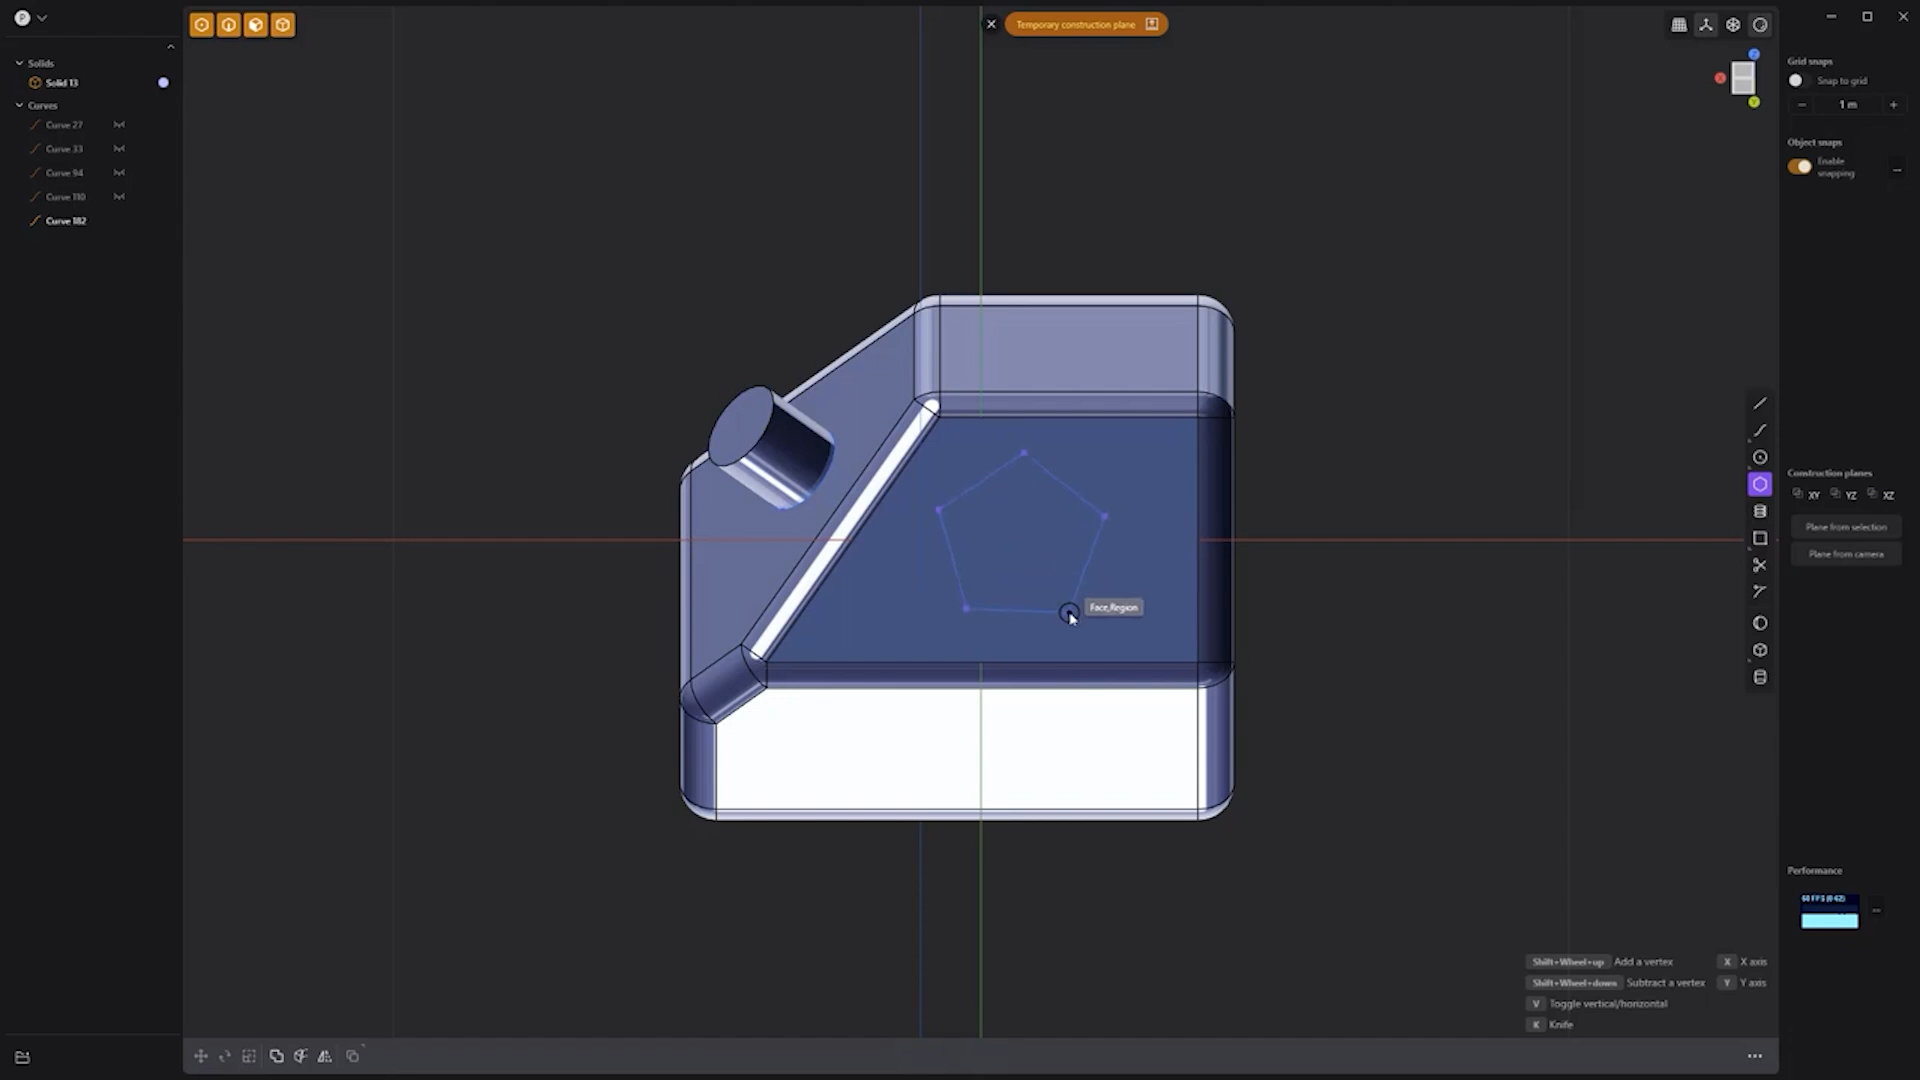 P
Temporary construction plane
Solids
Solid 13
Curves
Curve 27
Curve 33
Curve 94
Curve 110
Curve 182
Grid snaps
Snap to grid
− 1 m +
Object snaps
Enable snapping
Face_Region
Construction planes
XY YZ XZ
Plane from selection
Plane from camera
Performance
Shift+Wheel+up Add a vertex X X axis
Shift+Wheel+down Subtract a vertex Y Y axis
V Toggle vertical/horizontal
K Knife